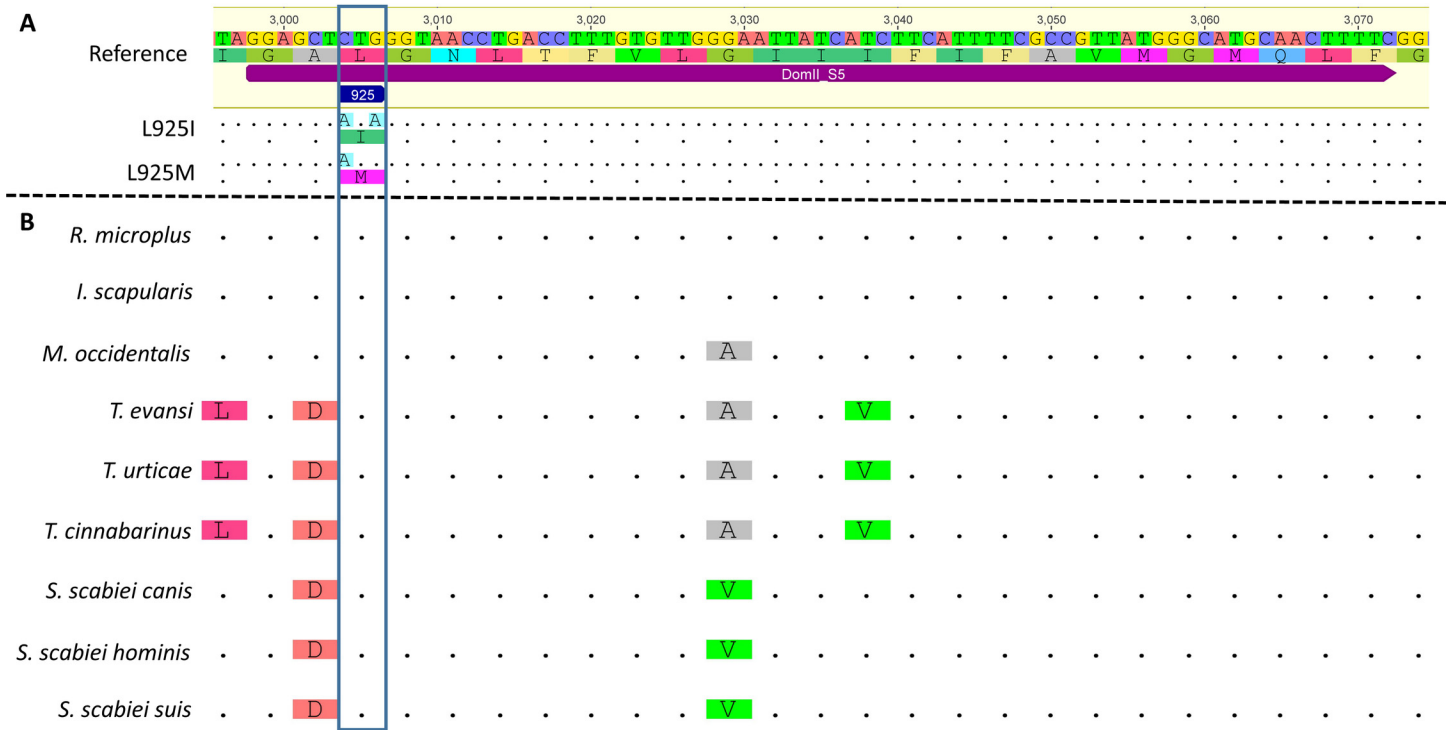 A
3,000 3,010 3,020 3,030 3,040 3,050 3,060 3,070
TAGGAGCTCTGGGTAACCTGACCTTTGTGTTGGGAATTATCATCTTCATTTTCGCCGTTATGGGCATGCAACTTTTCGG
Reference
I G A L G N L T F V L G I I I F I F A V M G M Q L F G
DomII_S5
925
A . A
L925I
I
A
L925M
M
B
R. microplus
I. scapularis
M. occidentalis A
T. evansi L D A V
T. urticae L D A V
T. cinnabarinus L D A V
S. scabiei canis D V
S. scabiei hominis D V
S. scabiei suis D V